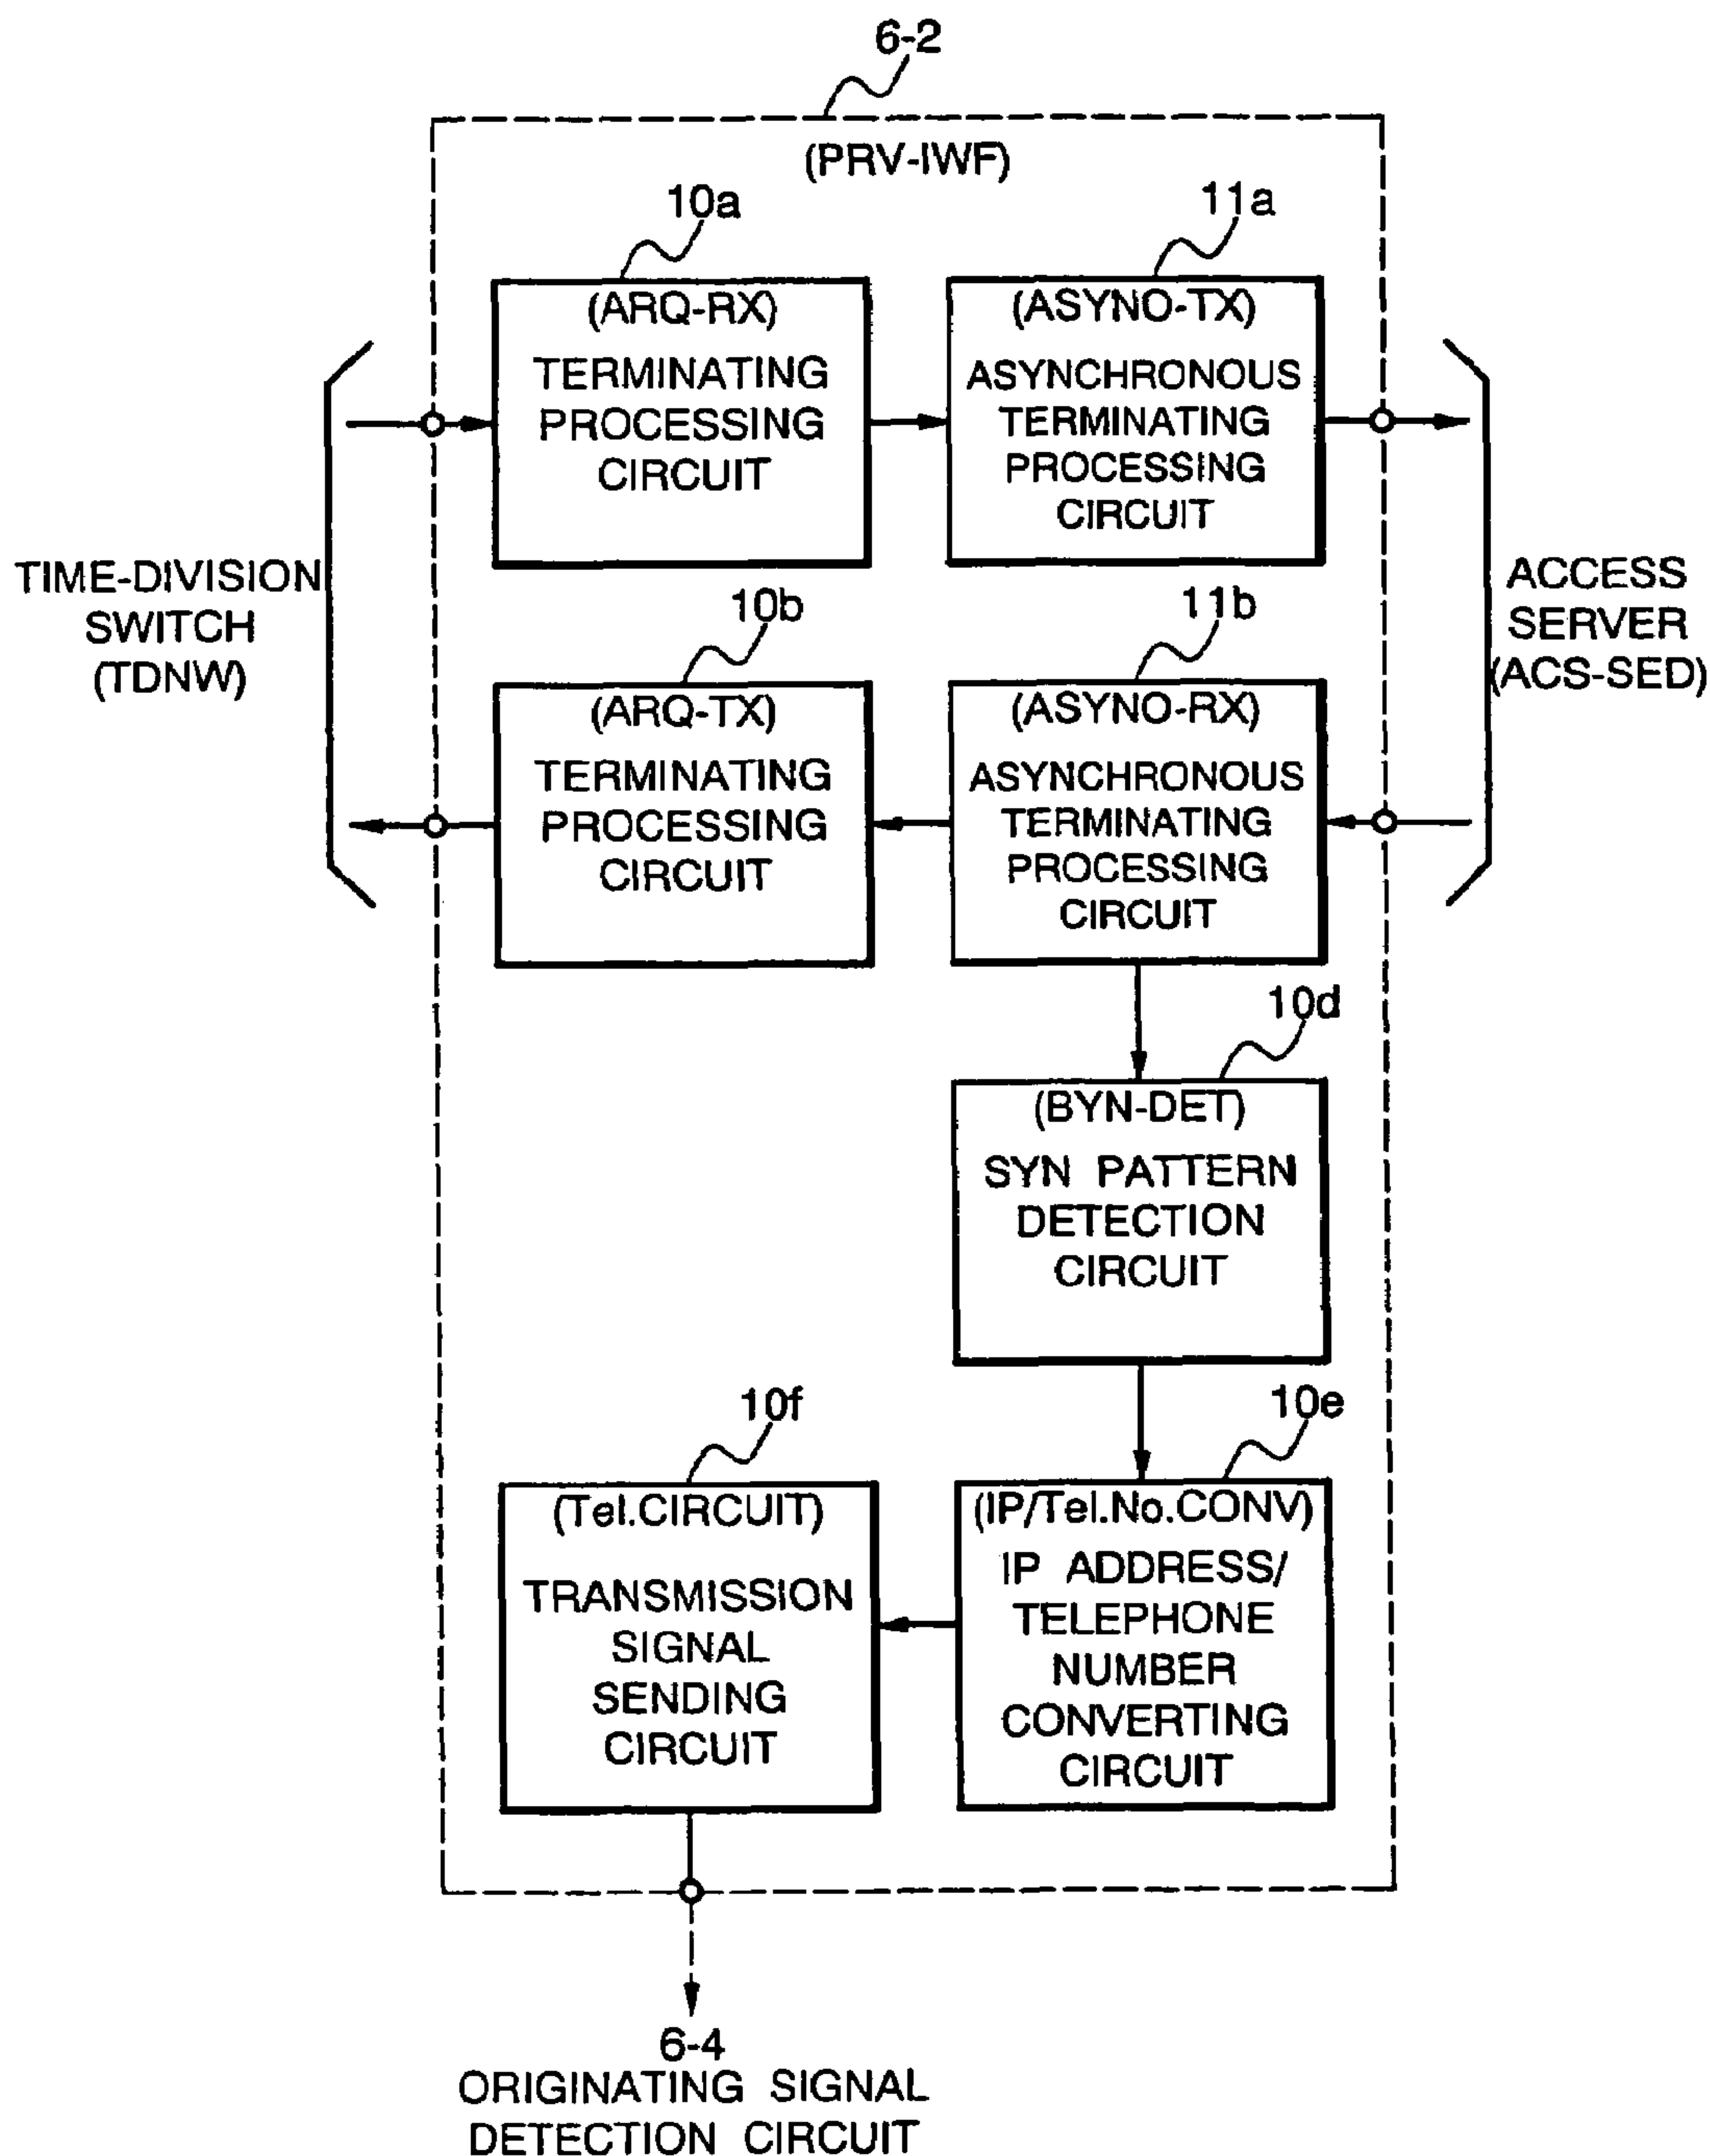 6-2
(PRV-IWF)
10a
11a
(ARQ-RX)
TERMINATING
PROCESSING
CIRCUIT
(ASYNO-TX)
ASYNCHRONOUS
TERMINATING
PROCESSING
CIRCUIT
TIME-DIVISION
SWITCH
(TDNW)
ACCESS
SERVER
(ACS-SED)
10b
11b
(ARQ-TX)
TERMINATING
PROCESSING
CIRCUIT
(ASYNO-RX)
ASYNCHRONOUS
TERMINATING
PROCESSING
CIRCUIT
10d
(BYN-DET)
SYN PATTERN
DETECTION
CIRCUIT
10f
10e
(Tel.CIRCUIT)
TRANSMISSION
SIGNAL
SENDING
CIRCUIT
(IP/Tel.No.CONV)
IP ADDRESS/
TELEPHONE
NUMBER
CONVERTING
CIRCUIT
6-4
ORIGINATING SIGNAL
DETECTION CIRCUIT